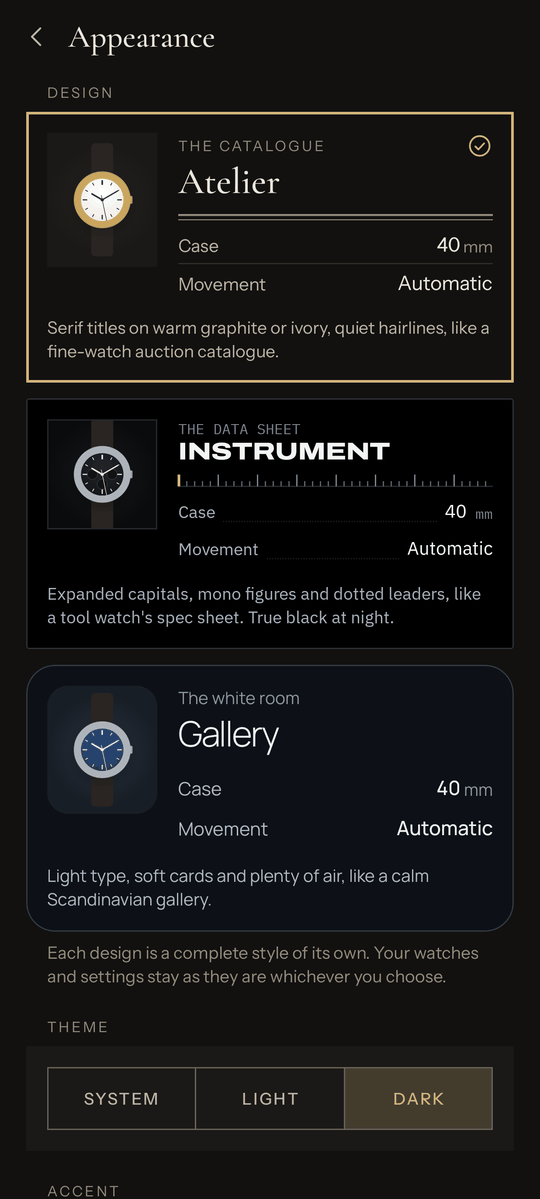 Appearance
DESIGN
THE CATALOGUE
Atelier
Case 40 mm
Movement Automatic
Serif titles on warm graphite or ivory, quiet hairlines, like a
fine-watch auction catalogue.
THE DATA SHEET
INSTRUMENT
Case 40 mm
Movement Automatic
Expanded capitals, mono figures and dotted leaders, like
a tool watch's spec sheet. True black at night.
The white room
Gallery
Case 40 mm
Movement Automatic
Light type, soft cards and plenty of air, like a calm
Scandinavian gallery.
Each design is a complete style of its own. Your watches
and settings stay as they are whichever you choose.
THEME
SYSTEM LIGHT DARK
ACCENT